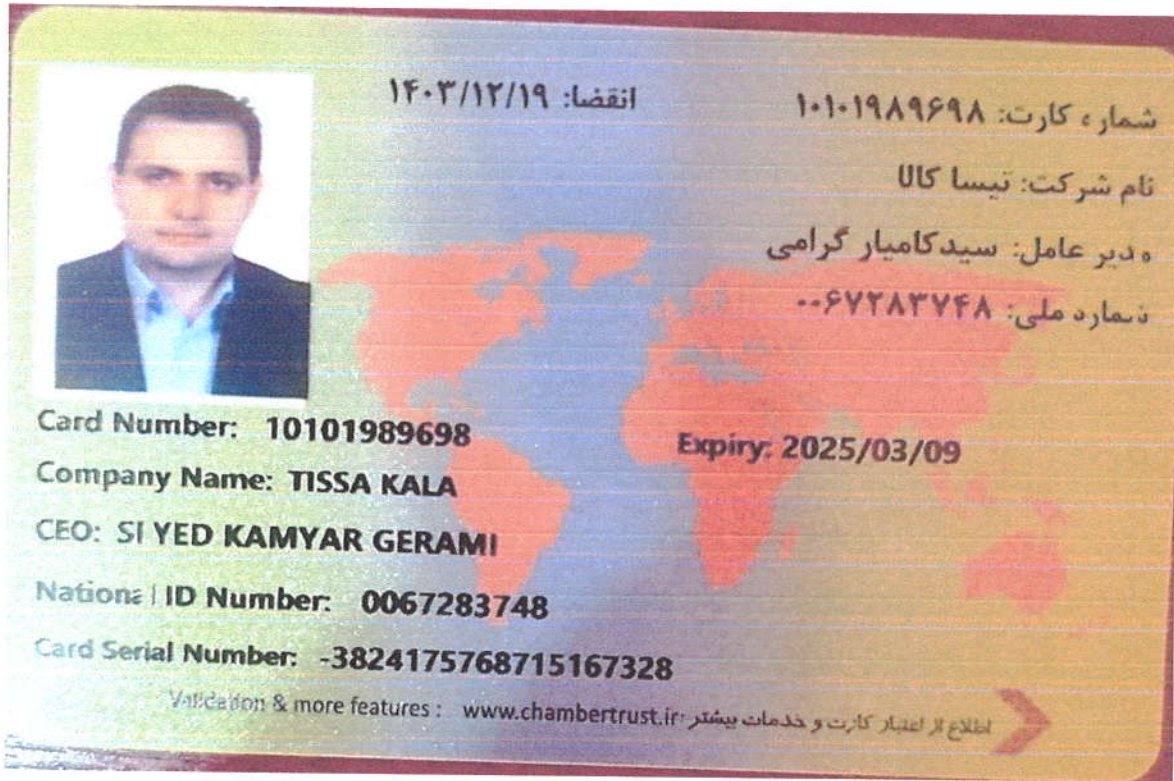 شماره کارت: ۱۰۱۰۱۹۸۹۶۹۸
انقضا: ۱۴۰۳/۱۲/۱۹
نام شرکت: تیسا کالا
مدیر عامل: سیدکامیار گرامی
شماره ملی: ۰۰۶۷۲۸۳۷۴۸
Card Number: 10101989698
Expiry: 2025/03/09
Company Name: TISSA KALA
CEO: SEYED KAMYAR GERAMI
National ID Number: 0067283748
Card Serial Number: -3824175768715167328
Validation & more features : www.chambertrust.ir :اطلاع از اعتبار کارت و خدمات بیشتر